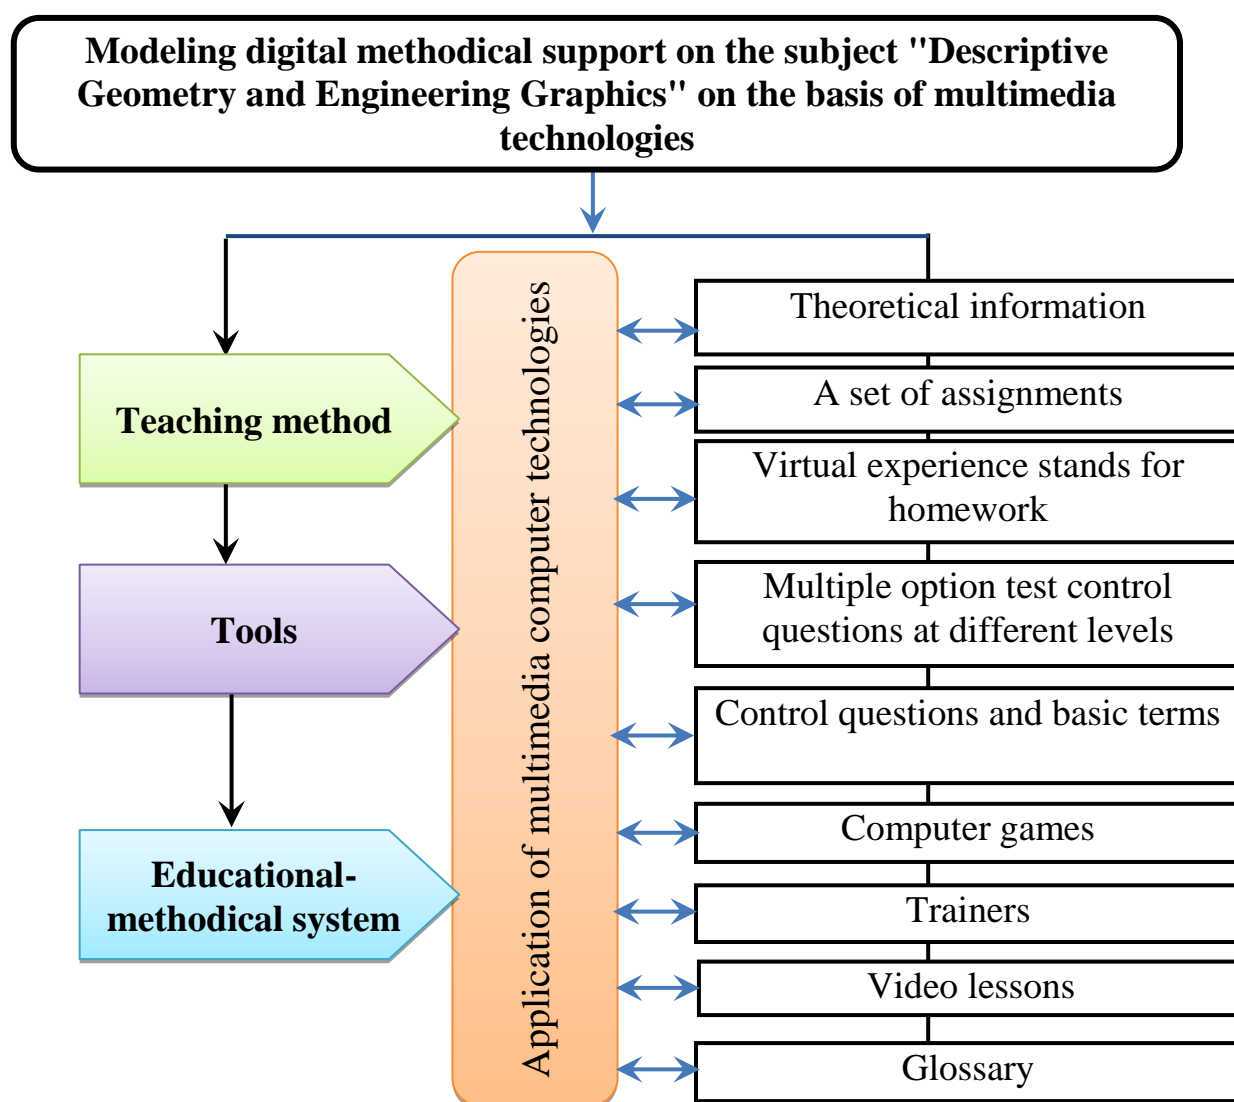 Modeling digital methodical support on the subject "Descriptive
Geometry and Engineering Graphics" on the basis of multimedia
technologies
Teaching method
Tools
Educational-
methodical system
Application of multimedia computer technologies
Theoretical information
A set of assignments
Virtual experience stands for
homework
Multiple option test control
questions at different levels
Control questions and basic terms
Computer games
Trainers
Video lessons
Glossary